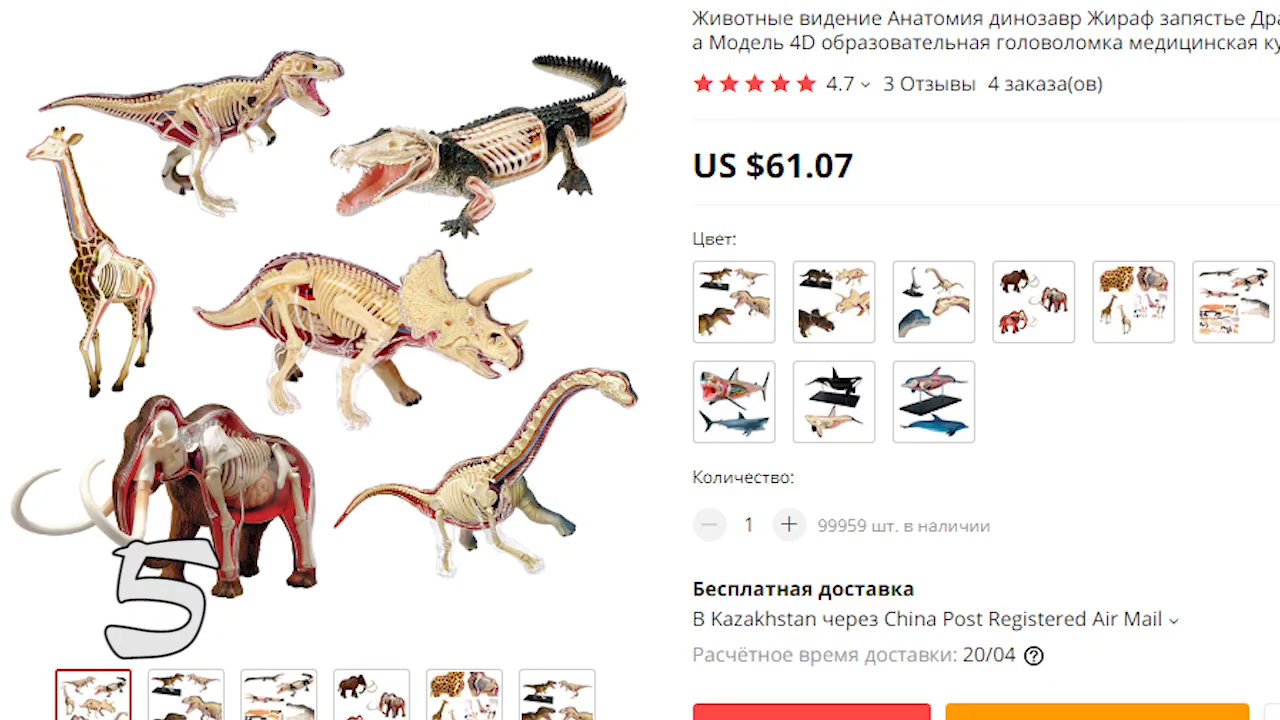 Животные видение Анатомия динозавр Жираф запястье
а Модель 4D образовательная головоломка медицинская
4.7 3 Отзывы 4 заказа(ов)
US $61.07
Цвет:
Количество:
1 99959 шт. в наличии
Бесплатная доставка
В Kazakhstan через China Post Registered Air Mail
Расчётное время доставки: 20/04 ?
5